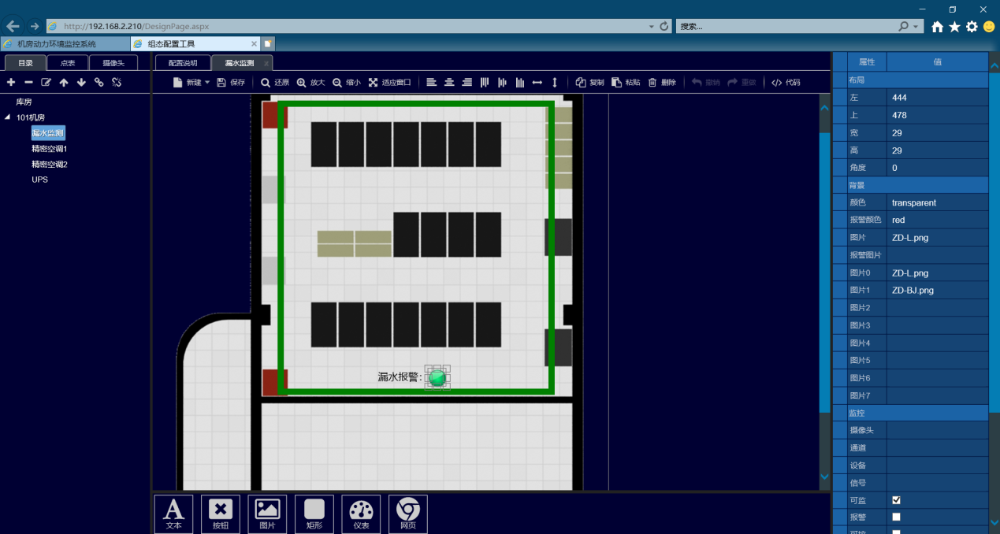 http://192.168.2.210/DesignPage.aspx
搜索...
机房动力环境监控系统
组态配置工具
目录 点表 摄像头
配置说明 漏水监测
新建 保存 还原 放大 缩小 适应窗口 复制 粘贴 删除 撤销 重做 代码
库房
101机房
漏水监测
精密空调1
精密空调2
UPS
漏水报警:
文本 按钮 图片 矩形 仪表 网页
属性 值
布局
左 444
上 478
宽 29
高 29
角度 0
背景
颜色 transparent
报警颜色 red
图片 ZD-L.png
报警图片
图片0 ZD-L.png
图片1 ZD-BJ.png
图片2
图片3
图片4
图片5
图片6
图片7
监控
摄像头
通道
设备
信号
可监
报警